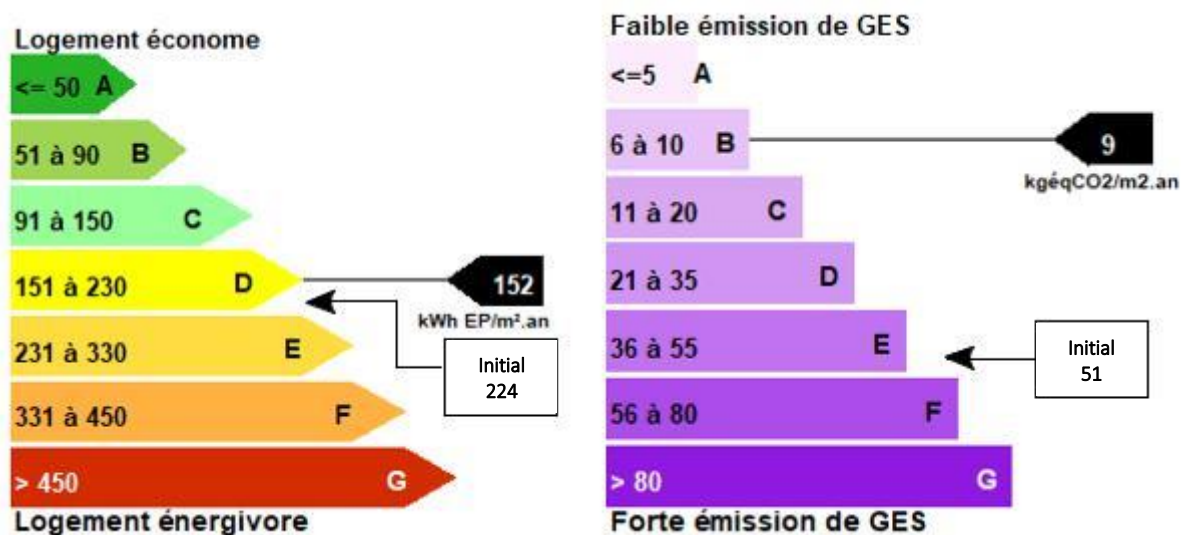 Logement économe
<= 50 A
51 à 90 B
91 à 150 C
151 à 230 D
152
kWh EP/m².an
231 à 330 E
Initial
224
331 à 450 F
> 450 G
Logement énergivore
Faible émission de GES
<=5 A
6 à 10 B
9
kgéqCO2/m2.an
11 à 20 C
21 à 35 D
36 à 55 E
Initial
51
56 à 80 F
> 80 G
Forte émission de GES